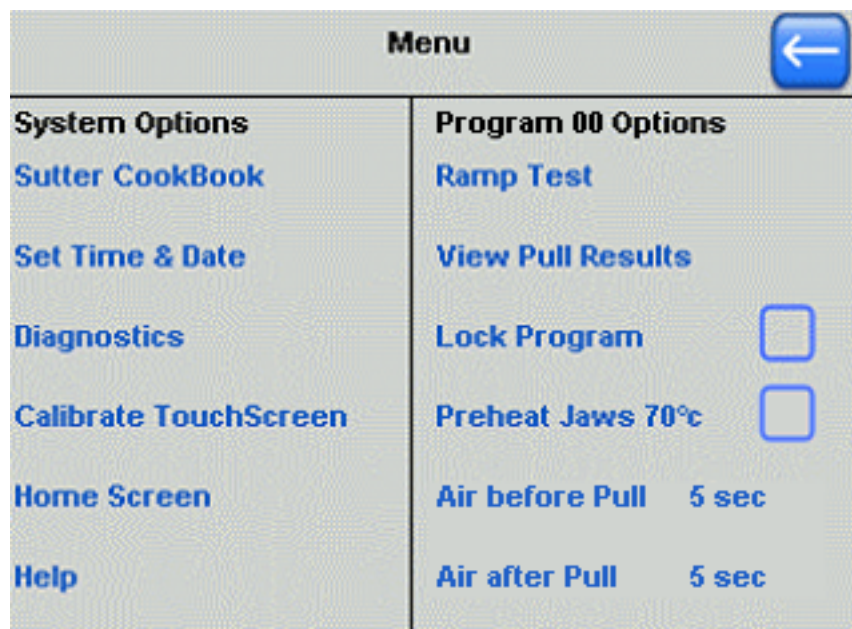 Menu
System Options
Sutter CookBook
Set Time & Date
Diagnostics
Calibrate TouchScreen
Home Screen
Help
Program 00 Options
Ramp Test
View Pull Results
Lock Program
Preheat Jaws 70°c
Air before Pull 5 sec
Air after Pull 5 sec